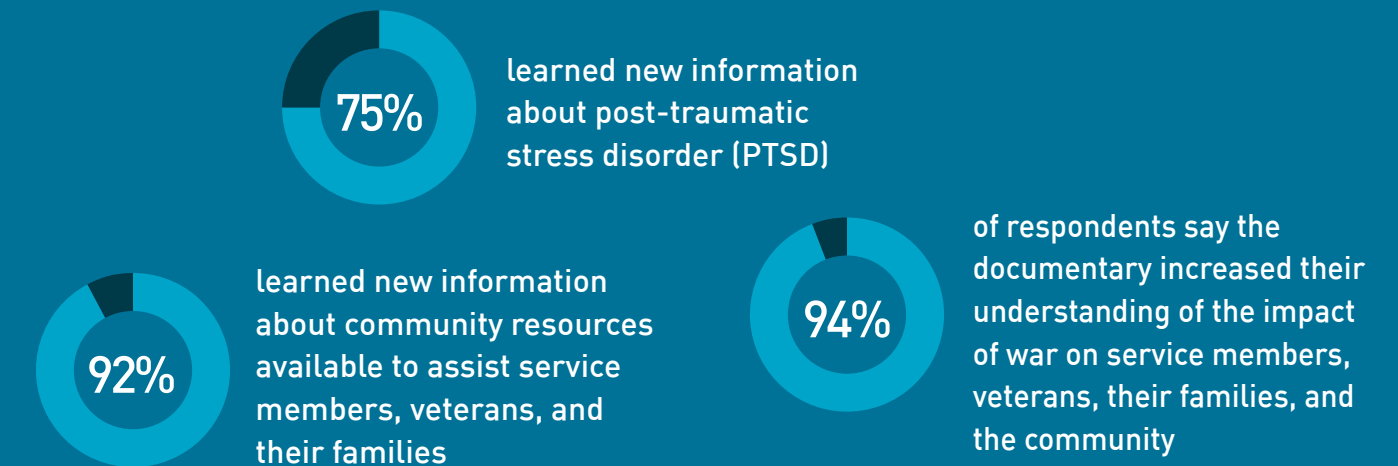 75%
learned new information
about post-traumatic
stress disorder (PTSD)
92%
learned new information
about community resources
available to assist service
members, veterans, and
their families
94%
of respondents say the
documentary increased their
understanding of the impact
of war on service members,
veterans, their families, and
the community